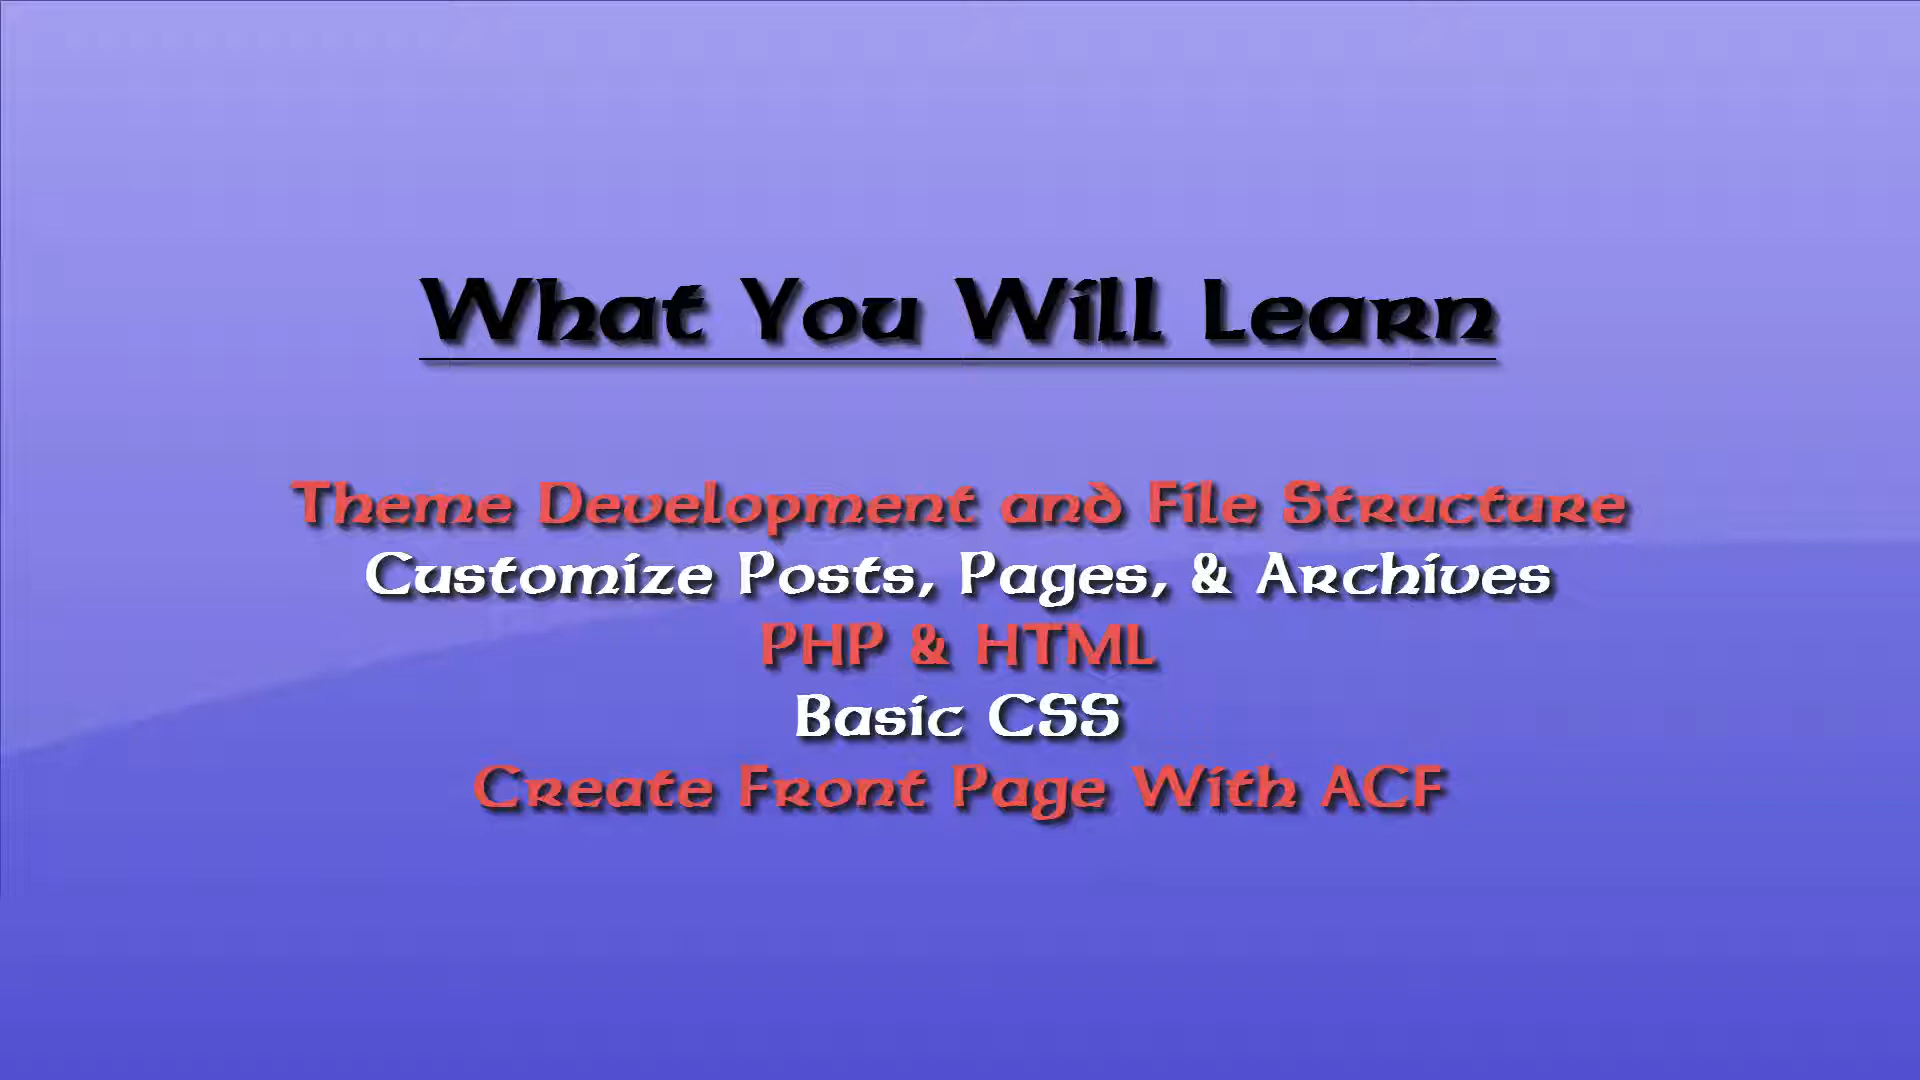 What You Will Learn
Theme Development and File Structure
Customize Posts, Pages, & Archives
PHP & HTML
Basic CSS
Create Front Page With ACF